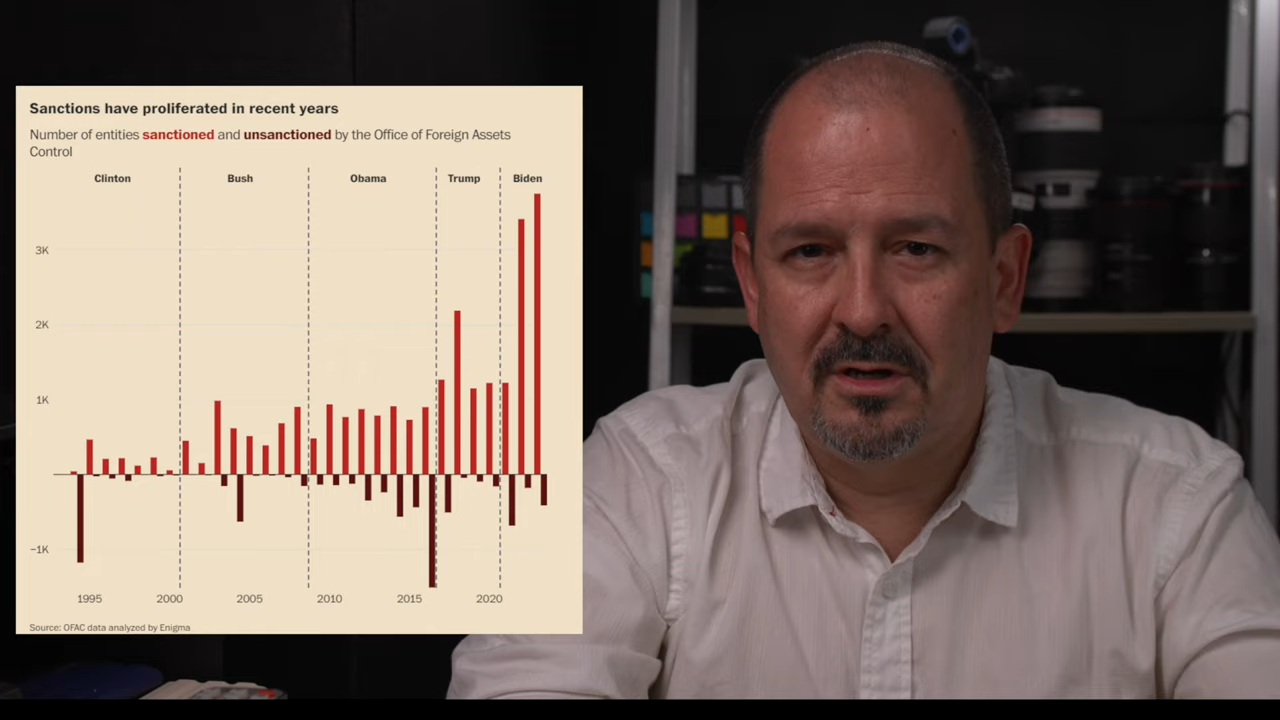 Sanctions have proliferated in recent years
Number of entities sanctioned and unsanctioned by the Office of Foreign Assets
Control
Clinton Bush Obama Trump Biden
3K
2K
1K
−1K
1995 2000 2005 2010 2015 2020
Source: OFAC data analyzed by Enigma